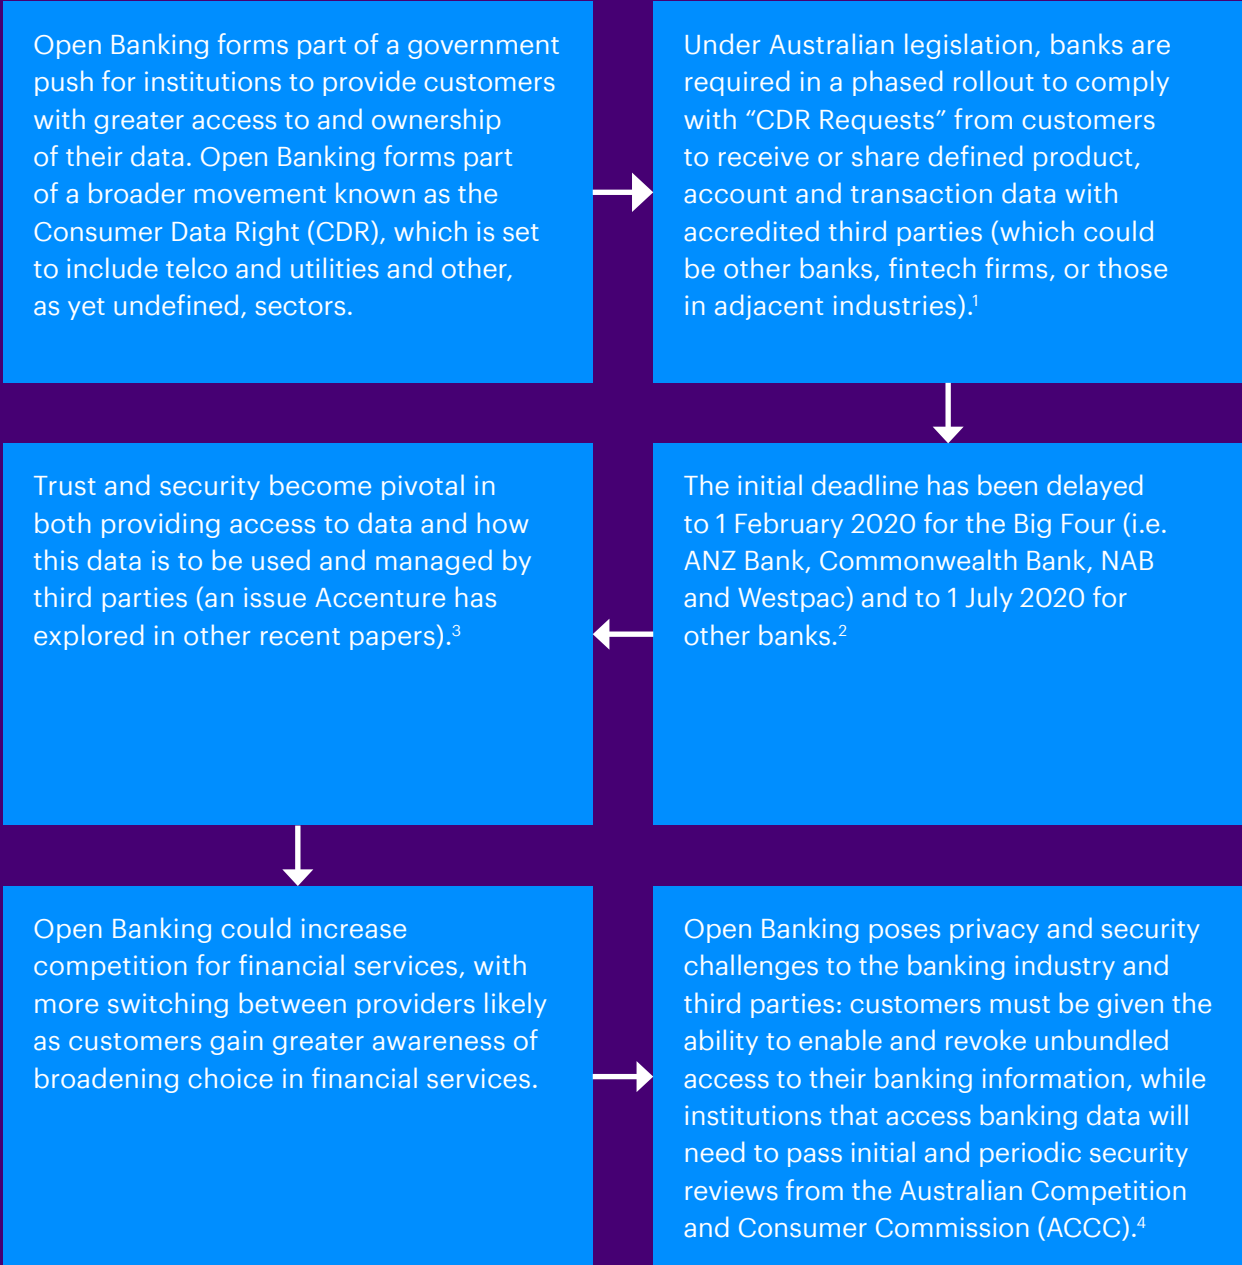 Open Banking forms part of a government
push for institutions to provide customers
with greater access to and ownership
of their data. Open Banking forms part
of a broader movement known as the
Consumer Data Right (CDR), which is set
to include telco and utilities and other,
as yet undefined, sectors.
Under Australian legislation, banks are
required in a phased rollout to comply
with “CDR Requests” from customers
to receive or share defined product,
account and transaction data with
accredited third parties (which could
be other banks, fintech firms, or those
in adjacent industries).¹
The initial deadline has been delayed
to 1 February 2020 for the Big Four (i.e.
ANZ Bank, Commonwealth Bank, NAB
and Westpac) and to 1 July 2020 for
other banks.²
Trust and security become pivotal in
both providing access to data and how
this data is to be used and managed by
third parties (an issue Accenture has
explored in other recent papers).³
Open Banking could increase
competition for financial services, with
more switching between providers likely
as customers gain greater awareness of
broadening choice in financial services.
Open Banking poses privacy and security
challenges to the banking industry and
third parties: customers must be given the
ability to enable and revoke unbundled
access to their banking information, while
institutions that access banking data will
need to pass initial and periodic security
reviews from the Australian Competition
and Consumer Commission (ACCC).⁴